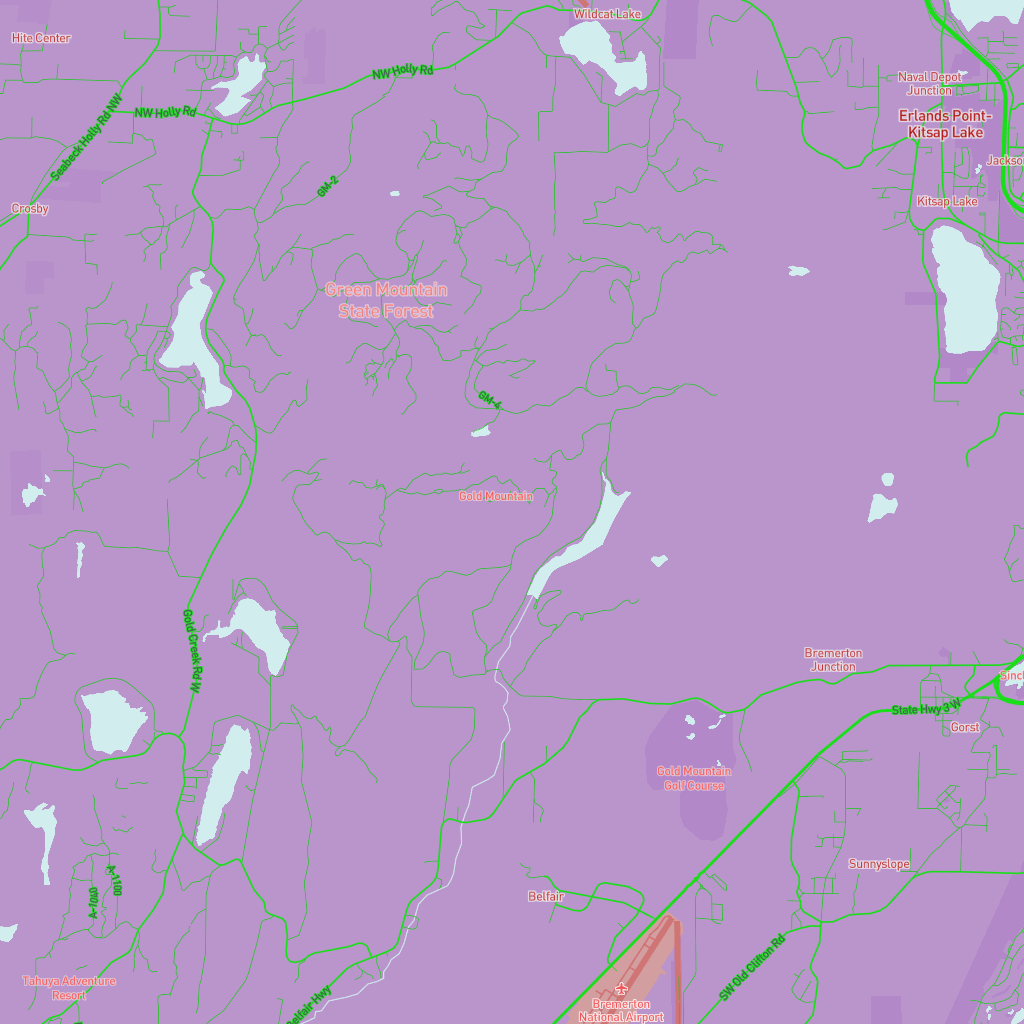 Wildcat Lake
Hite Center
NW Holly Rd
Naval Depot
Junction
NW Holly Rd
Erlands Point-
Kitsap Lake
Seabeck Holly Rd NW
Jackson
GM-2
Crosby
Kitsap Lake
Green Mountain
State Forest
GM-4
Gold Mountain
Gold Creek Rd W
Bremerton
Junction
Sincl
State Hwy 3 W
Gorst
Gold Mountain
Golf Course
Sunnyslope
A-1100
A-1040
Belfair
SW Old Clifton Rd
Tahuya Adventure
Resort
Belfair Hwy
Bremerton
National Airport